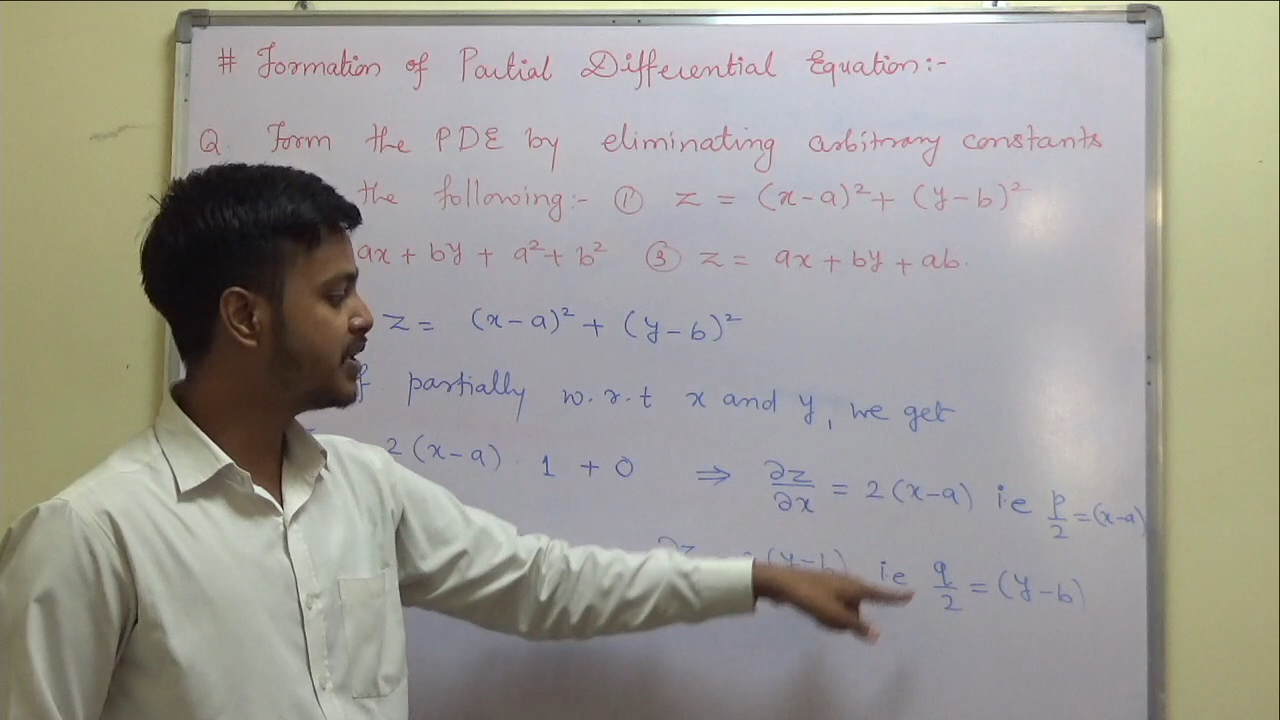 # Formation of Partial Differential Equation:-
Q. Form the PDE by eliminating arbitrary constants
the following:- ① z = (x-a)² + (y-b)²
ax + by + a² + b² ③ z = ax + by + ab.
z = (x-a)² + (y-b)²
partially w.r.t x and y, we get
2(x-a) . 1 + 0 ⇒ ∂z/∂x = 2(x-a) i.e p/2 = (x-a)
(y-b) ie q/2 = (y-b)